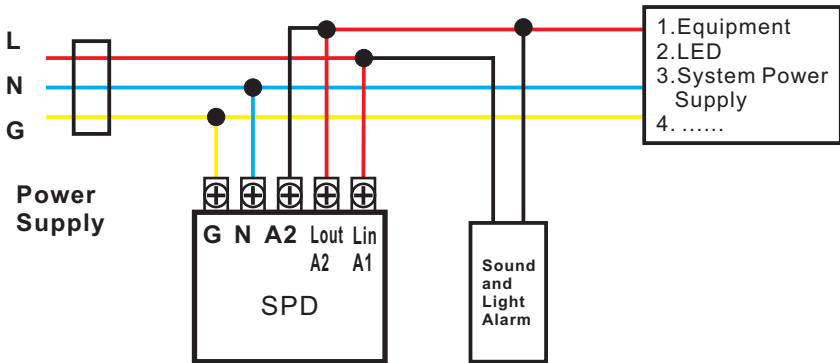 L
N
G
Power
Supply
1.Equipment
2.LED
3.System Power
Supply
4. ......
G N A2 Lout Lin
A2 A1
SPD
Sound
and
Light
Alarm